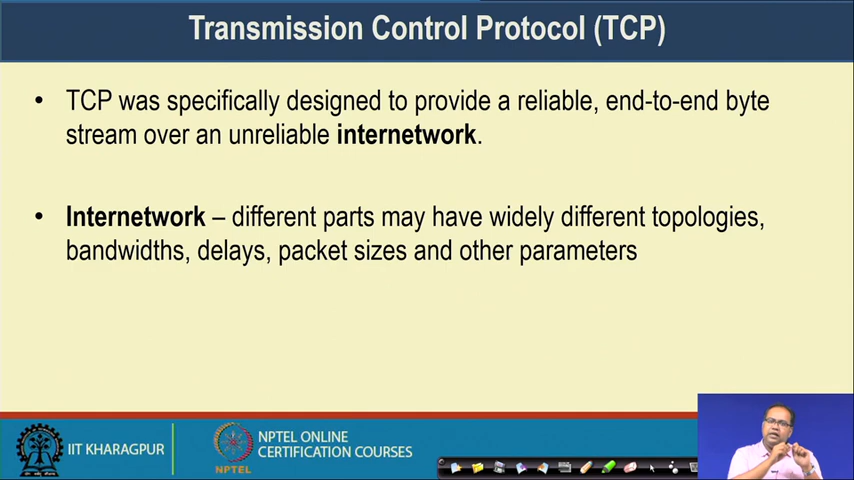 Transmission Control Protocol (TCP)
• TCP was specifically designed to provide a reliable, end-to-end byte
stream over an unreliable internetwork.
• Internetwork – different parts may have widely different topologies,
bandwidths, delays, packet sizes and other parameters
IIT KHARAGPUR
NPTEL
NPTEL ONLINE
CERTIFICATION COURSES